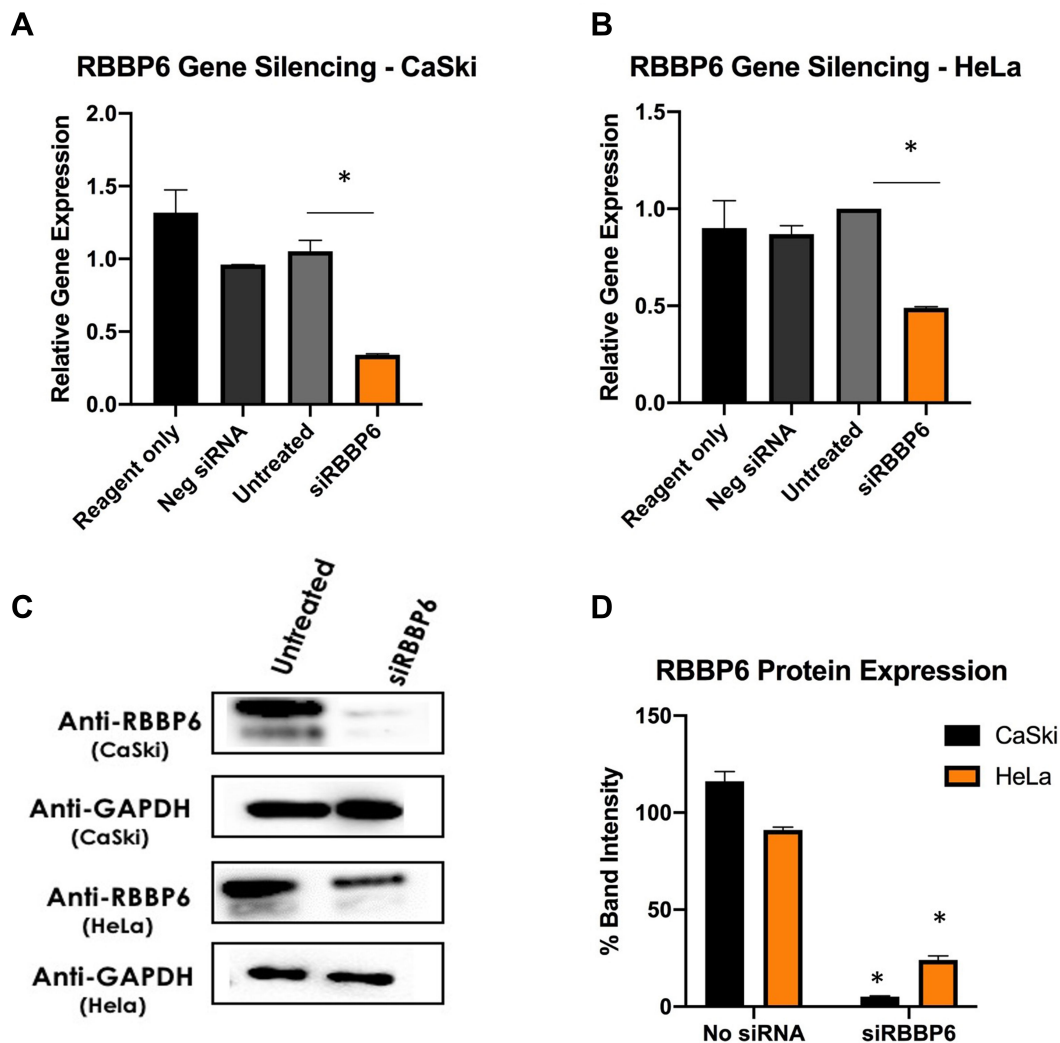 A
RBBP6 Gene Silencing - CaSki
Relative Gene Expression
2.0
1.5
1.0
0.5
0.0
*
Reagent only
Neg siRNA
Untreated
siRBBP6
B
RBBP6 Gene Silencing - HeLa
Relative Gene Expression
1.5
1.0
0.5
0.0
*
Reagent only
Neg siRNA
Untreated
siRBBP6
C
Untreated
siRBBP6
Anti-RBBP6
(CaSki)
Anti-GAPDH
(CaSki)
Anti-RBBP6
(HeLa)
Anti-GAPDH
(Hela)
D
RBBP6 Protein Expression
% Band Intensity
150
100
50
0
CaSki
HeLa
*
*
No siRNA
siRBBP6